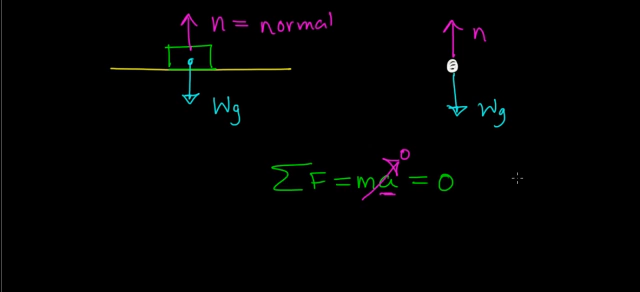 n = normal
n
Wg
Wg
ΣF = ma = 0
0